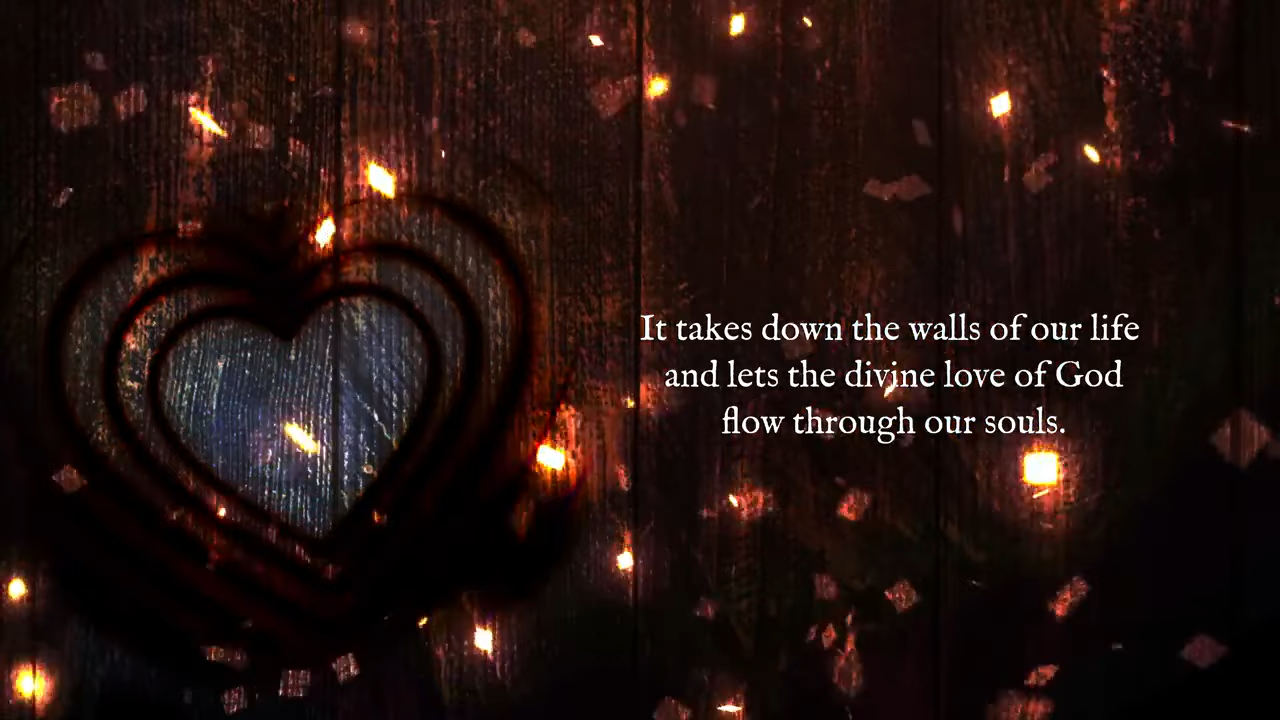 It takes down the walls of our life
and lets the divine love of God
flow through our souls.